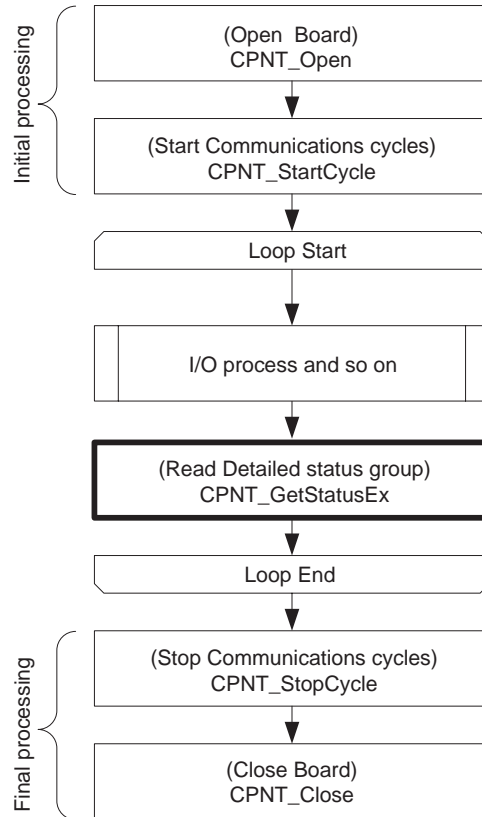 Initial processing
(Open Board)
CPNT_Open
(Start Communications cycles)
CPNT_StartCycle
Loop Start
I/O process and so on
(Read Detailed status group)
CPNT_GetStatusEx
Loop End
Final processing
(Stop Communications cycles)
CPNT_StopCycle
(Close Board)
CPNT_Close